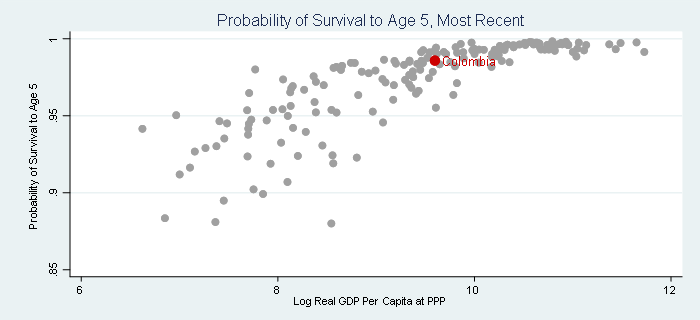 Probability of Survival to Age 5, Most Recent
Probability of Survival to Age 5
1
.95
.9
.85
Colombia
6 8 10 12
Log Real GDP Per Capita at PPP